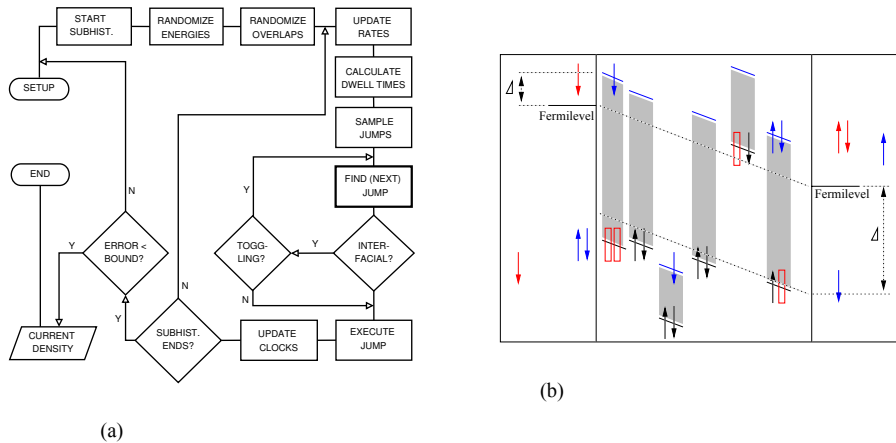 START
SUBHIST.
RANDOMIZE
ENERGIES
RANDOMIZE
OVERLAPS
UPDATE
RATES
SETUP
CALCULATE
DWELL TIMES
SAMPLE
JUMPS
END
N
Y
FIND (NEXT)
JUMP
Y
ERROR <
BOUND?
N
TOGG-
LING?
Y
INTER-
FACIAL?
N
CURRENT
DENSITY
Y
SUBHIST.
ENDS?
UPDATE
CLOCKS
EXECUTE
JUMP
(a)
Δ
Fermilevel
Fermilevel
Δ
(b)